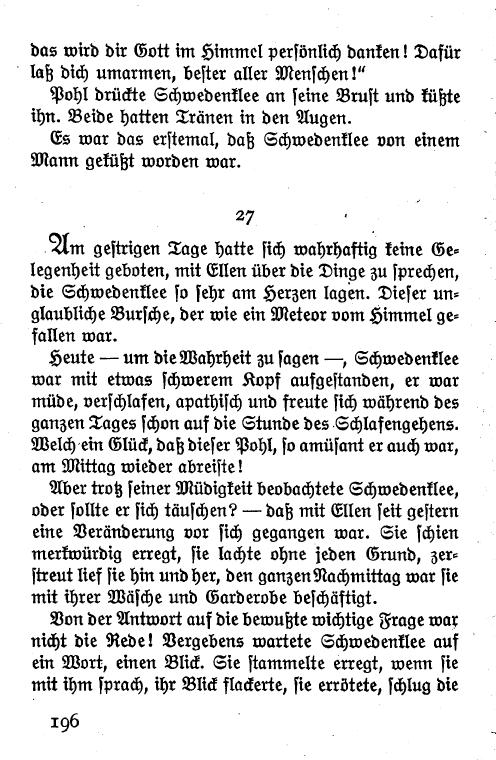 das wird dir Gott im Himmel persönlich danken! Dafür
laß dich umarmen, bester aller Menschen!“
Pohl drückte Schwedenklee an seine Brust und küßte
ihn. Beide hatten Tränen in den Augen.
Es war das erstemal, daß Schwedenklee von einem
Mann geküßt worden war.
27
Am gestrigen Tage hatte sich wahrhaftig keine Ge-
legenheit geboten, mit Ellen über die Dinge zu sprechen,
die Schwedenklee so sehr am Herzen lagen. Dieser un-
glaubliche Bursche, der wie ein Meteor vom Himmel ge-
fallen war.
Heute — um die Wahrheit zu sagen —, Schwedenklee
war mit etwas schwerem Kopf aufgestanden, er war
müde, verschlafen, apathisch und freute sich während des
ganzen Tages schon auf die Stunde des Schlafengehens.
Welch ein Glück, daß dieser Pohl, so amüsant er auch war,
am Mittag wieder abreiste!
Aber trotz seiner Müdigkeit beobachtete Schwedenklee,
oder sollte er sich täuschen? — daß mit Ellen seit gestern
eine Veränderung vor sich gegangen war. Sie schien
merkwürdig erregt, sie lachte ohne jeden Grund, zer-
streut lief sie hin und her, den ganzen Nachmittag war sie
mit ihrer Wäsche und Garderobe beschäftigt.
Von der Antwort auf die bewußte wichtige Frage war
nicht die Rede! Vergebens wartete Schwedenklee auf
ein Wort, einen Blick. Sie stammelte erregt, wenn sie
mit ihm sprach, ihr Blick flackerte, sie errötete, schlug die
196